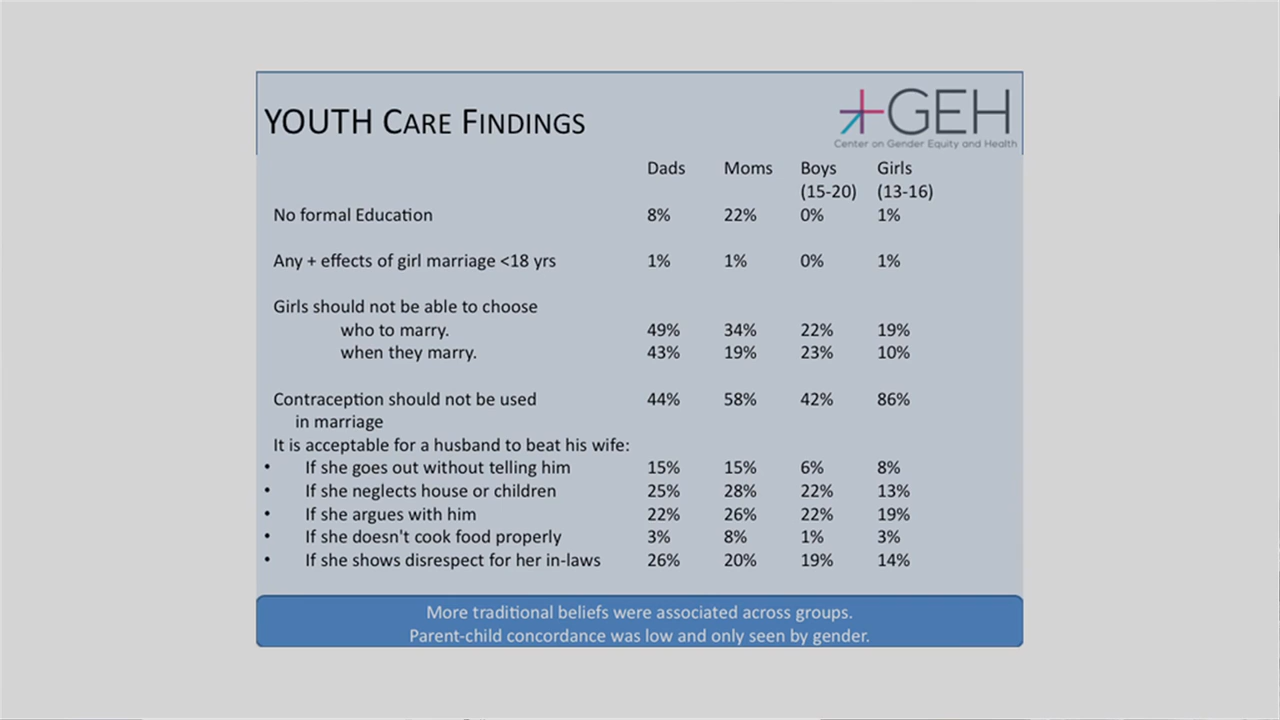 YOUTH CARE FINDINGS
GEH
Center on Gender Equity and Health
Dads Moms Boys Girls
(15-20) (13-16)
No formal Education 8% 22% 0% 1%
Any + effects of girl marriage <18 yrs 1% 1% 0% 1%
Girls should not be able to choose
who to marry. 49% 34% 22% 19%
when they marry. 43% 19% 23% 10%
Contraception should not be used 44% 58% 42% 86%
in marriage
It is acceptable for a husband to beat his wife:
• If she goes out without telling him 15% 15% 6% 8%
• If she neglects house or children 25% 28% 22% 13%
• If she argues with him 22% 26% 22% 19%
• If she doesn't cook food properly 3% 8% 1% 3%
• If she shows disrespect for her in-laws 26% 20% 19% 14%
More traditional beliefs were associated across groups.
Parent-child concordance was low and only seen by gender.